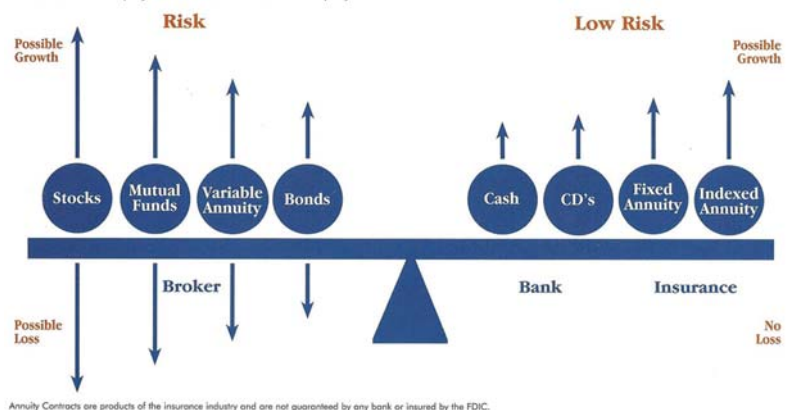 Risk
Low Risk
Possible
Growth
Possible
Growth
Stocks
Mutual
Funds
Variable
Annuity
Bonds
Cash
CD's
Fixed
Annuity
Indexed
Annuity
Broker
Bank
Insurance
Possible
Loss
No
Loss
Annuity Contracts are products of the insurance industry and are not guaranteed by any bank or insured by the FDIC.